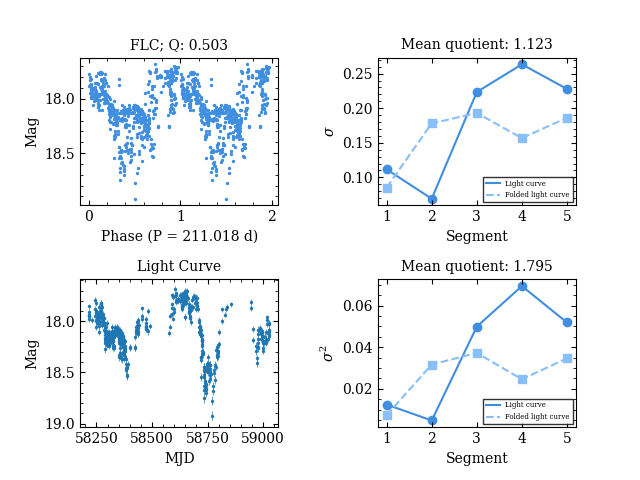 FLC; Q: 0.503
Mag
18.0
18.5
0
1
2
Phase (P = 211.018 d)
Mean quotient: 1.123
σ
0.25
0.20
0.15
0.10
Light curve
Folded light curve
1
2
3
4
5
Segment
Light Curve
Mag
18.0
18.5
19.0
58250
58500
58750
59000
MJD
Mean quotient: 1.795
σ²
0.06
0.04
0.02
Light curve
Folded light curve
1
2
3
4
5
Segment